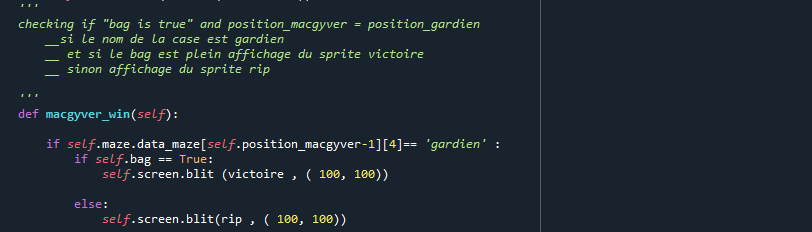 '''
checking if "bag is true" and position_macgyver = position_gardien
__si le nom de la case est gardien
__ et si le bag est plein affichage du sprite victoire
__ sinon affichage du sprite rip
'''
def macgyver_win(self):
if self.maze.data_maze[self.position_macgyver-1][4]== 'gardien' :
if self.bag == True:
self.screen.blit (victoire , ( 100, 100))
else:
self.screen.blit(rip , ( 100, 100))